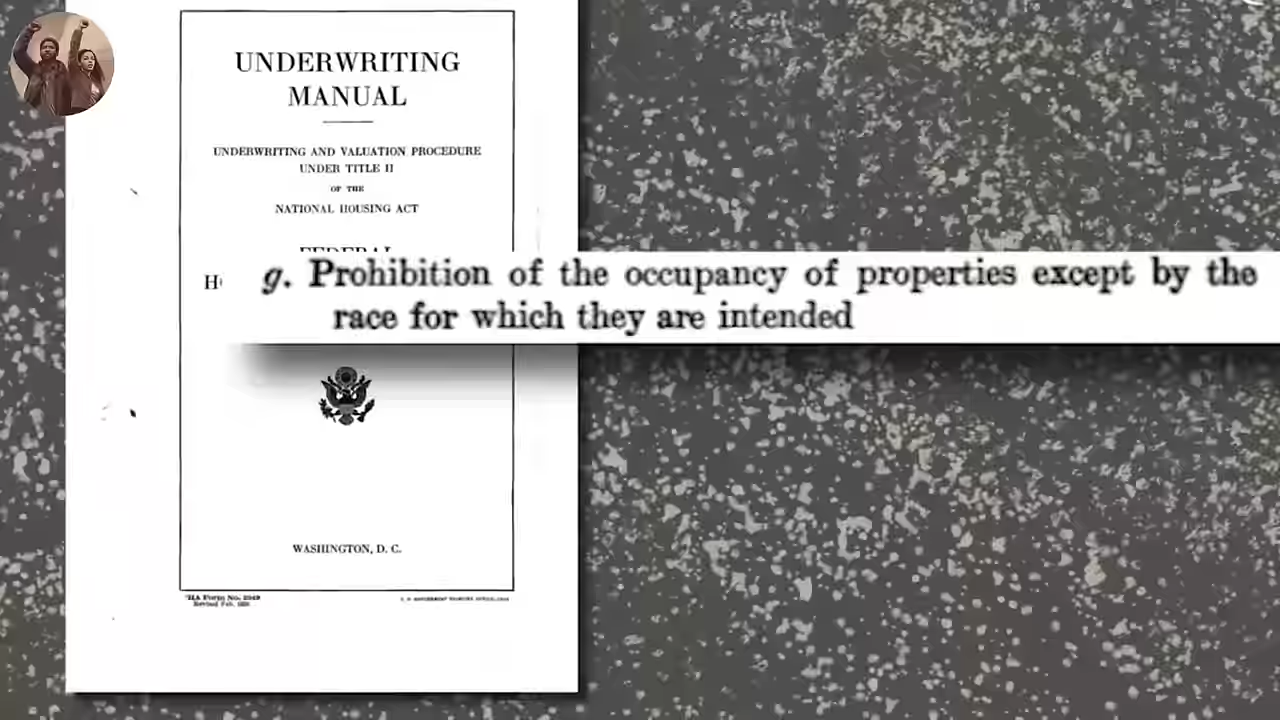 UNDERWRITING
MANUAL
UNDERWRITING AND VALUATION PROCEDURE
UNDER TITLE II
OF THE
NATIONAL HOUSING ACT
FEDERAL
g. Prohibition of the occupancy of properties except by the
race for which they are intended
WASHINGTON, D. C.